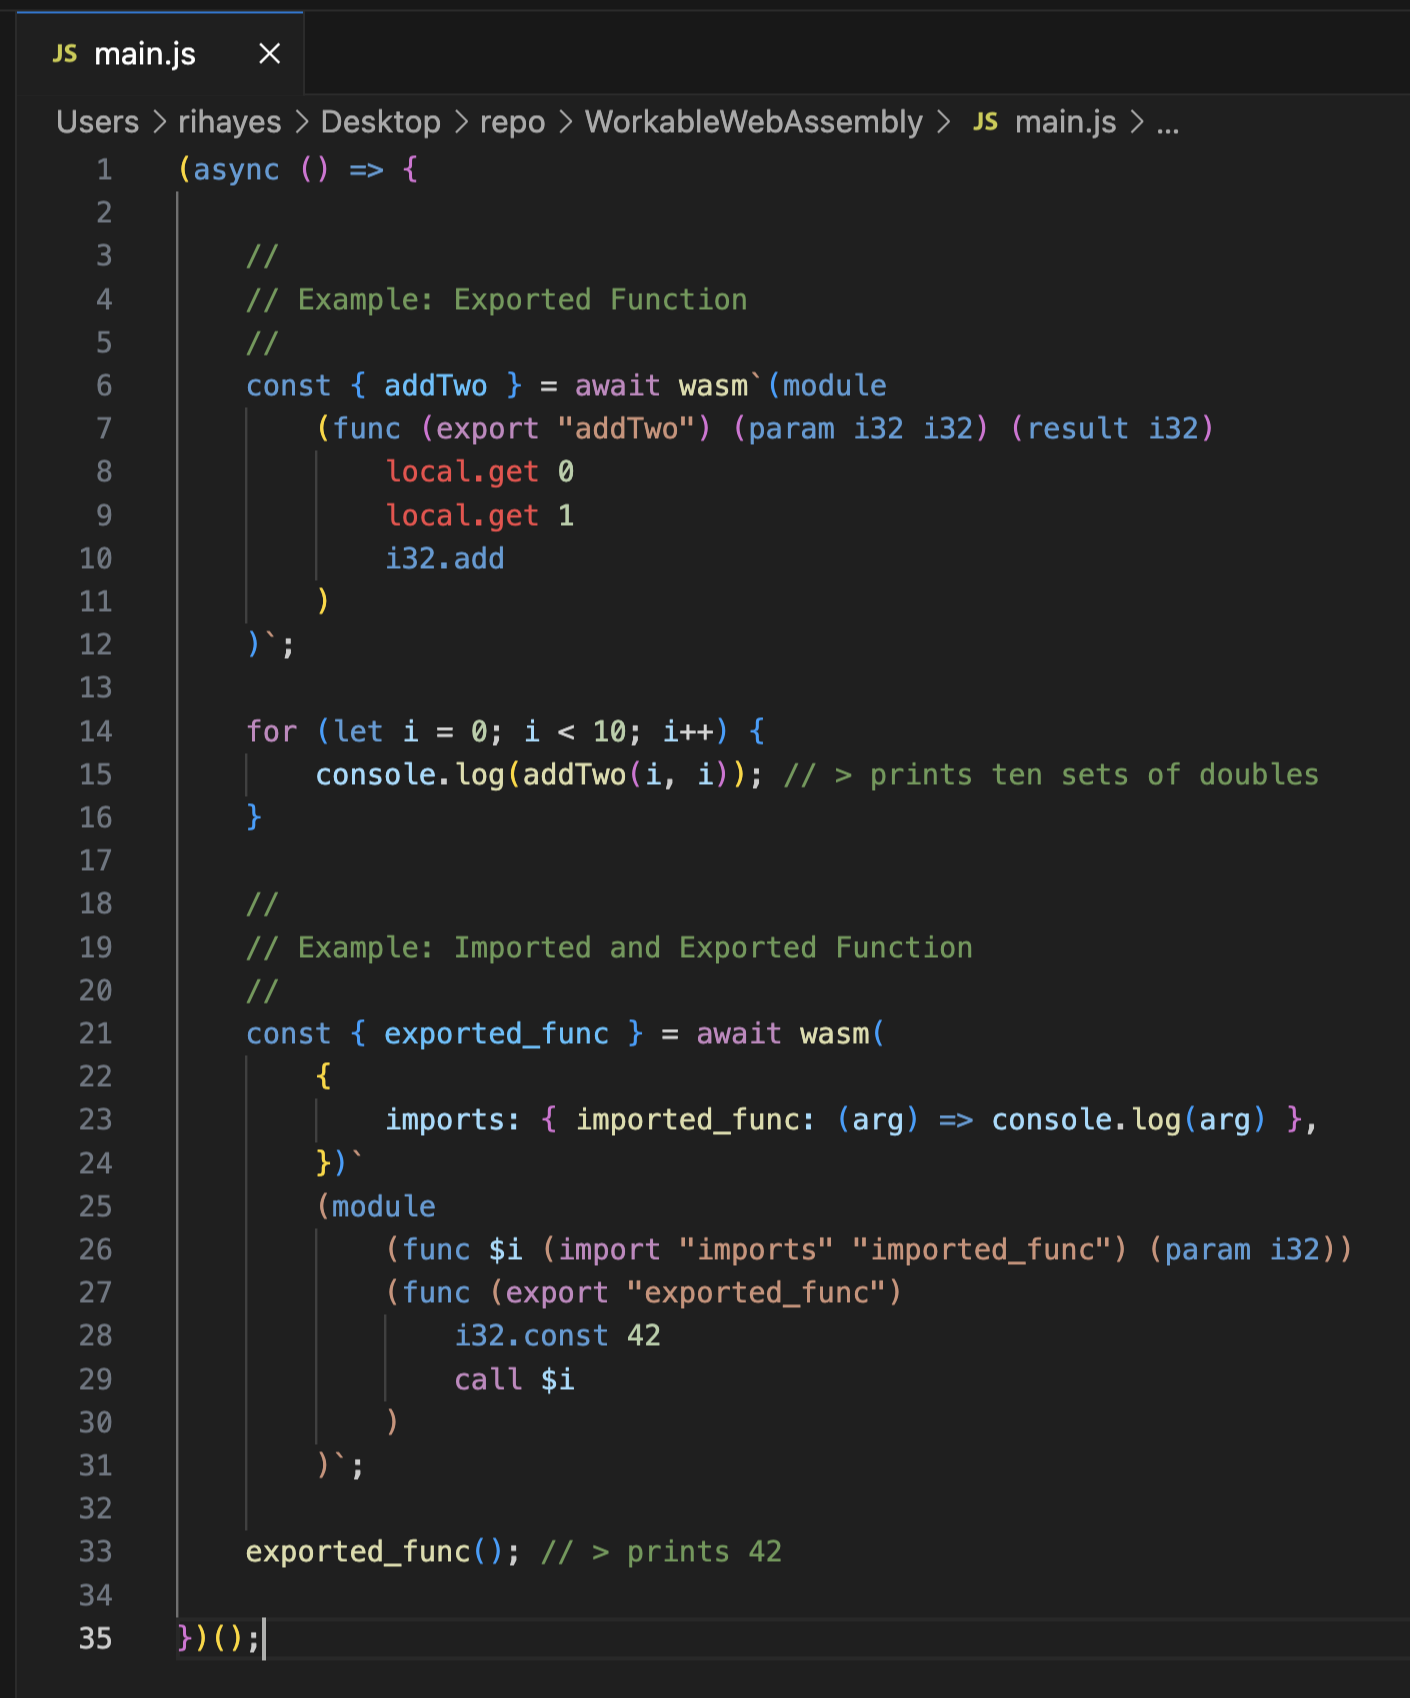 JS main.js ×
Users > rihayes > Desktop > repo > WorkableWebAssembly > JS main.js > ...
1 (async () => {
2
3     //
4     // Example: Exported Function
5     //
6     const { addTwo } = await wasm`(module
7         (func (export "addTwo") (param i32 i32) (result i32)
8             local.get 0
9             local.get 1
10             i32.add
11         )
12     )`;
13
14     for (let i = 0; i < 10; i++) {
15         console.log(addTwo(i, i)); // > prints ten sets of doubles
16     }
17
18     //
19     // Example: Imported and Exported Function
20     //
21     const { exported_func } = await wasm(
22         {
23             imports: { imported_func: (arg) => console.log(arg) },
24         })`
25         (module
26             (func $i (import "imports" "imported_func") (param i32))
27             (func (export "exported_func")
28                 i32.const 42
29                 call $i
30             )
31         )`;
32
33     exported_func(); // > prints 42
34
35 })();